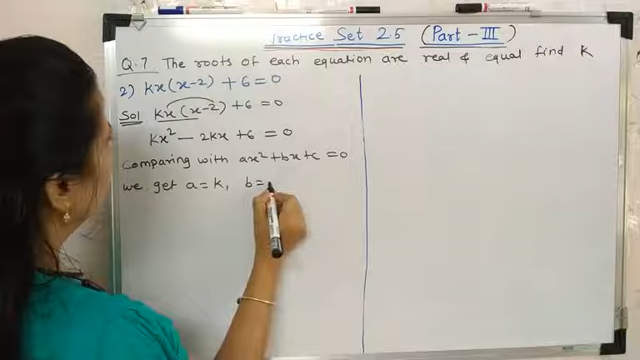 Practice Set 2.5 (Part - III)
Q.7 The roots of each equation are real & equal find k
2) kx(x-2) + 6 = 0
Sol kx(x-2) + 6 = 0
kx² - 2kx + 6 = 0
Comparing with ax² + bx + c = 0
we get a = k, b =